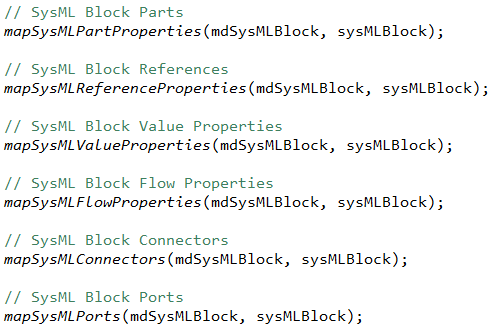 // SysML Block Parts
mapSysMLPartProperties(mdSysMLBlock, sysMLBlock);
// SysML Block References
mapSysMLReferenceProperties(mdSysMLBlock, sysMLBlock);
// SysML Block Value Properties
mapSysMLValueProperties(mdSysMLBlock, sysMLBlock);
// SysML Block Flow Properties
mapSysMLFlowProperties(mdSysMLBlock, sysMLBlock);
// SysML Block Connectors
mapSysMLConnectors(mdSysMLBlock, sysMLBlock);
// SysML Block Ports
mapSysMLPorts(mdSysMLBlock, sysMLBlock);